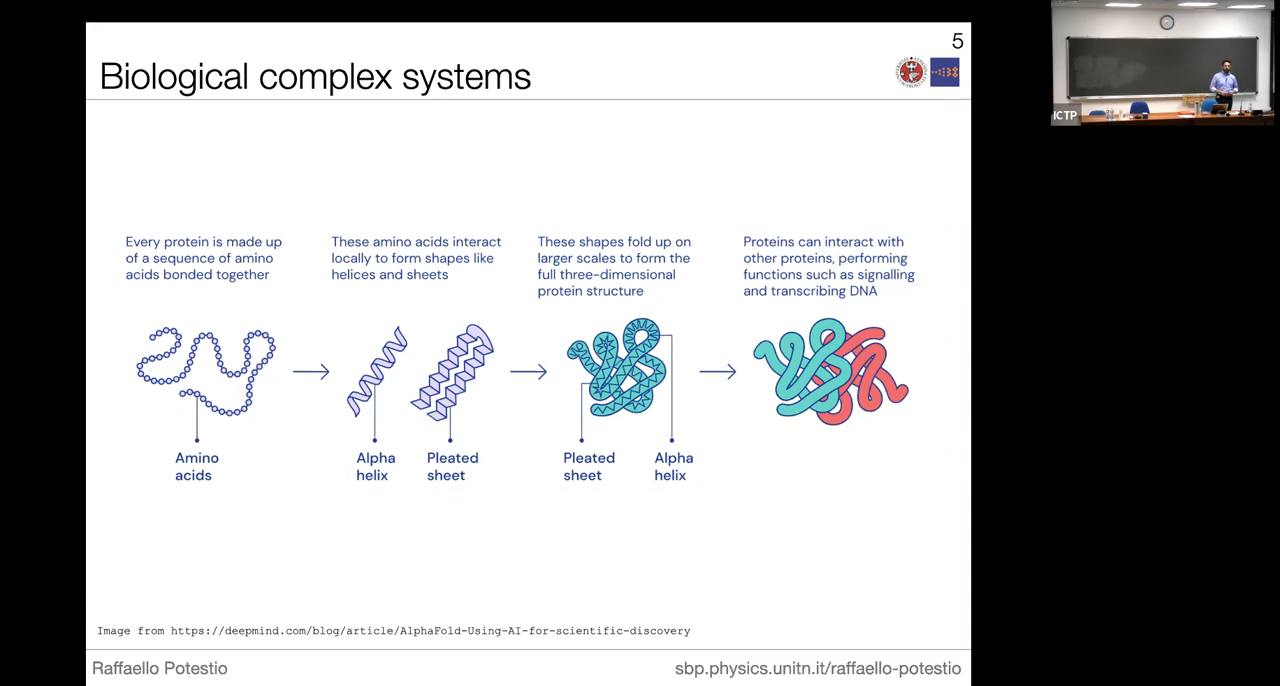 5
Biological complex systems
Every protein is made up
of a sequence of amino
acids bonded together
These amino acids interact
locally to form shapes like
helices and sheets
These shapes fold up on
larger scales to form the
full three-dimensional
protein structure
Proteins can interact with
other proteins, performing
functions such as signalling
and transcribing DNA
Amino
acids
Alpha
helix
Pleated
sheet
Pleated
sheet
Alpha
helix
Image from https://deepmind.com/blog/article/AlphaFold-Using-AI-for-scientific-discovery
Raffaello Potestio
sbp.physics.unitn.it/raffaello-potestio
ICTP